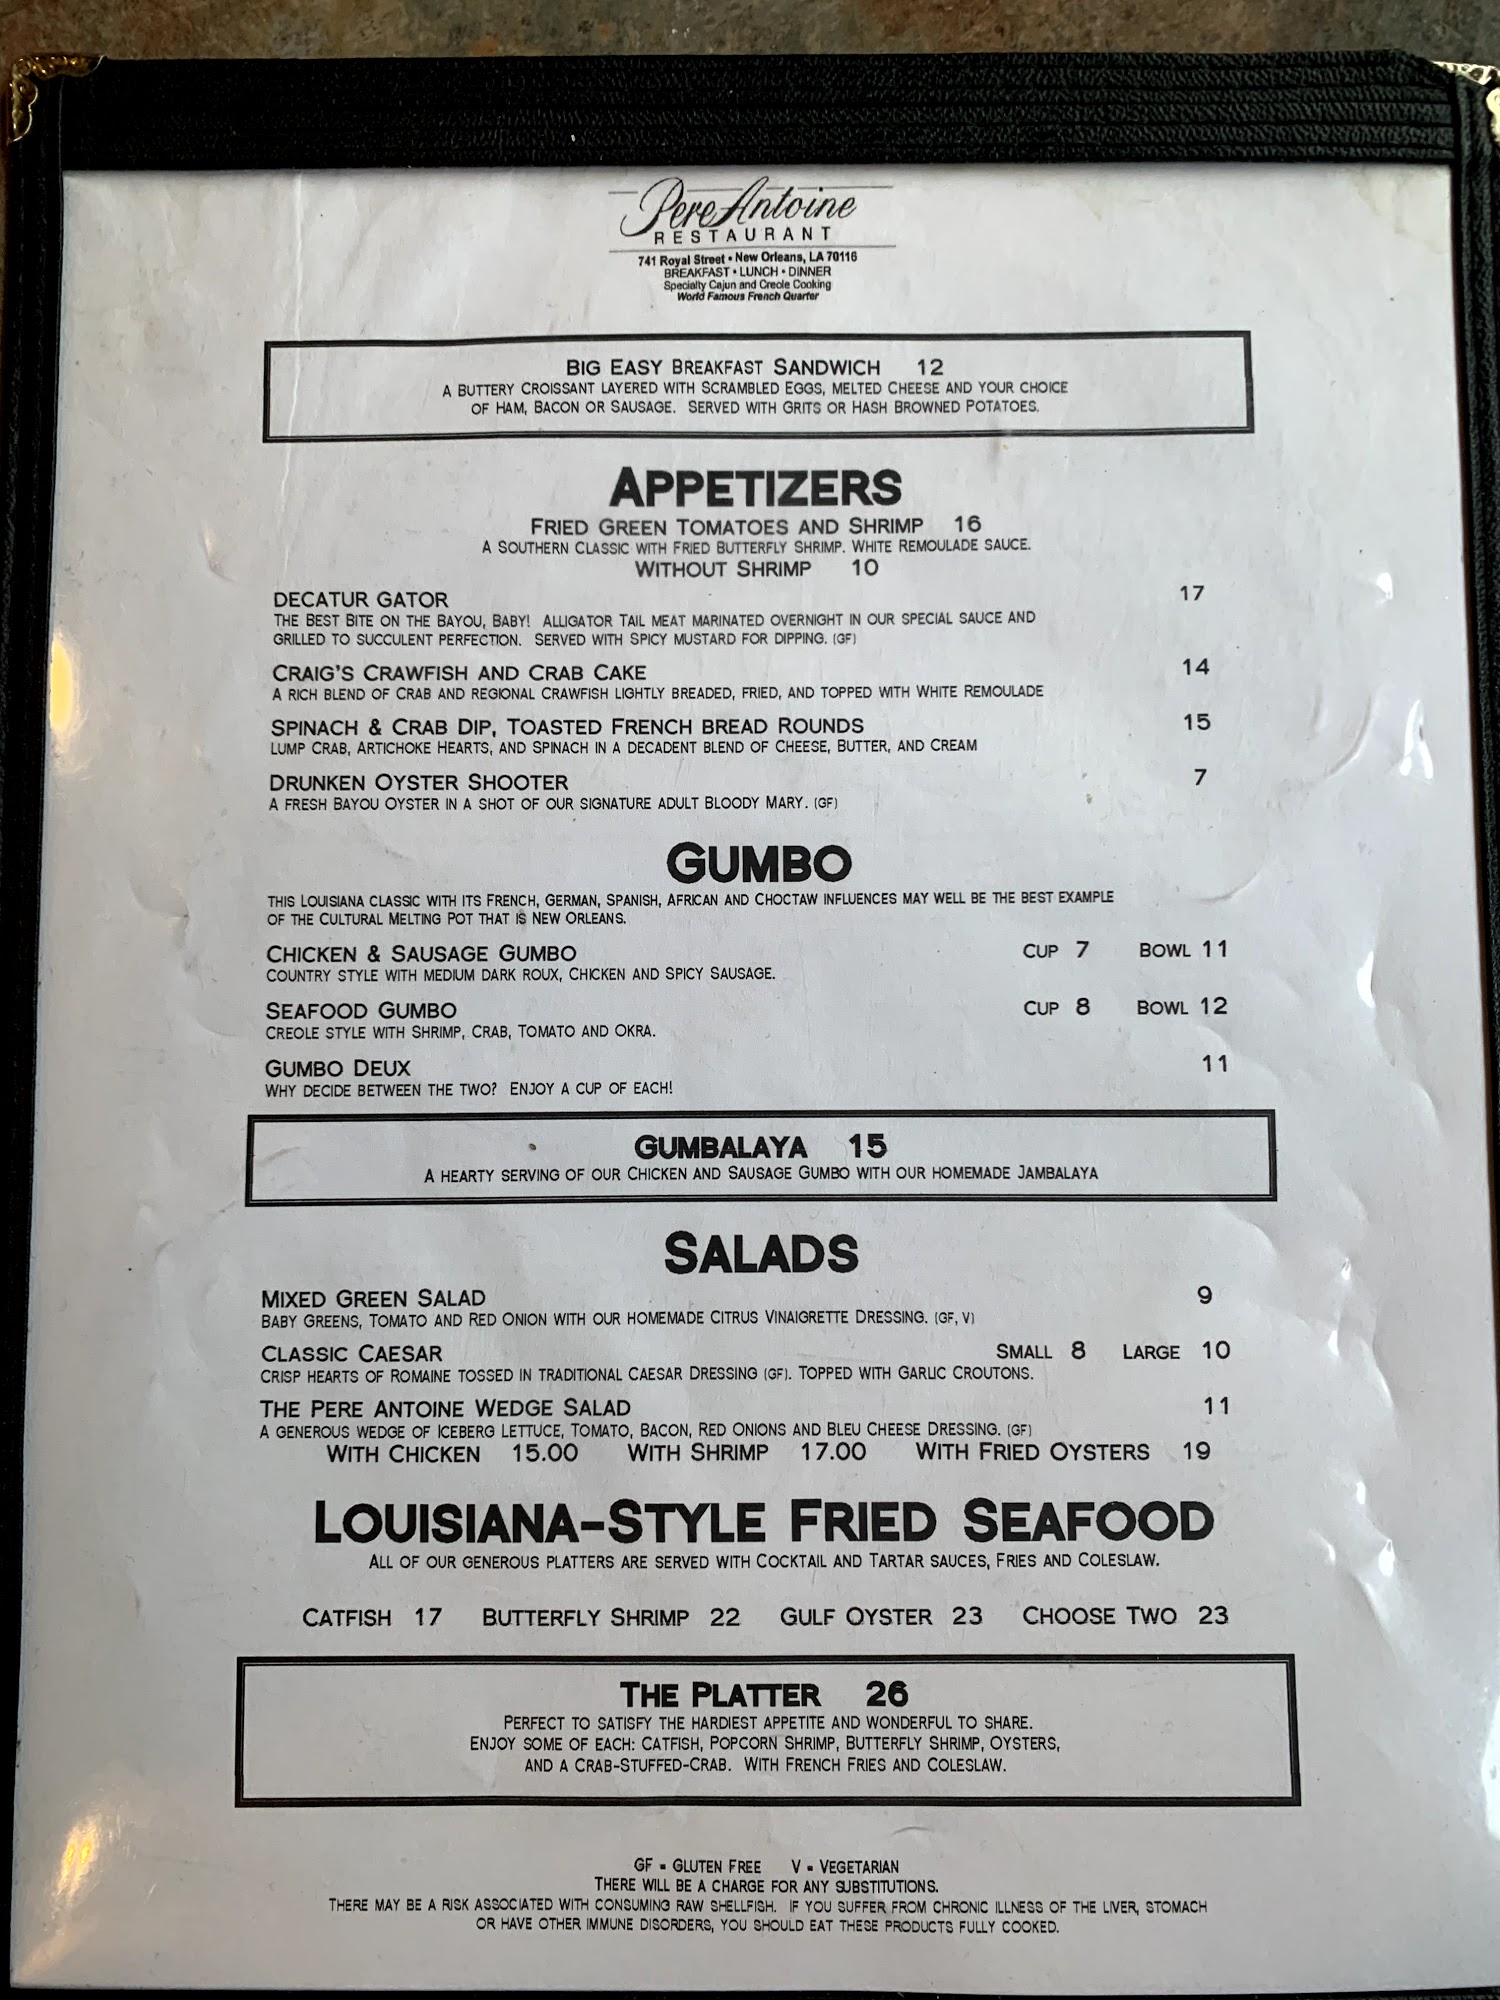 Pere Antoine
RESTAURANT
741 Royal Street • New Orleans, LA 70116
BREAKFAST • LUNCH • DINNER
Specialty Cajun and Creole Cooking
World Famous French Quarter
BIG EASY BREAKFAST SANDWICH 12
A BUTTERY CROISSANT LAYERED WITH SCRAMBLED EGGS, MELTED CHEESE AND YOUR CHOICE
OF HAM, BACON OR SAUSAGE. SERVED WITH GRITS OR HASH BROWNED POTATOES.
APPETIZERS
FRIED GREEN TOMATOES AND SHRIMP 16
A SOUTHERN CLASSIC WITH FRIED BUTTERFLY SHRIMP. WHITE REMOULADE SAUCE.
WITHOUT SHRIMP 10
DECATUR GATOR 17
THE BEST BITE ON THE BAYOU, BABY! ALLIGATOR TAIL MEAT MARINATED OVERNIGHT IN OUR SPECIAL SAUCE AND
GRILLED TO SUCCULENT PERFECTION. SERVED WITH SPICY MUSTARD FOR DIPPING. (GF)
CRAIG'S CRAWFISH AND CRAB CAKE 14
A RICH BLEND OF CRAB AND REGIONAL CRAWFISH LIGHTLY BREADED, FRIED, AND TOPPED WITH WHITE REMOULADE
SPINACH & CRAB DIP, TOASTED FRENCH BREAD ROUNDS 15
LUMP CRAB, ARTICHOKE HEARTS, AND SPINACH IN A DECADENT BLEND OF CHEESE, BUTTER, AND CREAM
DRUNKEN OYSTER SHOOTER 7
A FRESH BAYOU OYSTER IN A SHOT OF OUR SIGNATURE ADULT BLOODY MARY. (GF)
GUMBO
THIS LOUISIANA CLASSIC WITH ITS FRENCH, GERMAN, SPANISH, AFRICAN AND CHOCTAW INFLUENCES MAY WELL BE THE BEST EXAMPLE
OF THE CULTURAL MELTING POT THAT IS NEW ORLEANS.
CHICKEN & SAUSAGE GUMBO CUP 7 BOWL 11
COUNTRY STYLE WITH MEDIUM DARK ROUX, CHICKEN AND SPICY SAUSAGE.
SEAFOOD GUMBO CUP 8 BOWL 12
CREOLE STYLE WITH SHRIMP, CRAB, TOMATO AND OKRA.
GUMBO DEUX 11
WHY DECIDE BETWEEN THE TWO? ENJOY A CUP OF EACH!
GUMBALAYA 15
A HEARTY SERVING OF OUR CHICKEN AND SAUSAGE GUMBO WITH OUR HOMEMADE JAMBALAYA
SALADS
MIXED GREEN SALAD 9
BABY GREENS, TOMATO AND RED ONION WITH OUR HOMEMADE CITRUS VINAIGRETTE DRESSING. (GF, V)
CLASSIC CAESAR SMALL 8 LARGE 10
CRISP HEARTS OF ROMAINE TOSSED IN TRADITIONAL CAESAR DRESSING (GF). TOPPED WITH GARLIC CROUTONS.
THE PERE ANTOINE WEDGE SALAD 11
A GENEROUS WEDGE OF ICEBERG LETTUCE, TOMATO, BACON, RED ONIONS AND BLEU CHEESE DRESSING. (GF)
WITH CHICKEN 15.00 WITH SHRIMP 17.00 WITH FRIED OYSTERS 19
LOUISIANA-STYLE FRIED SEAFOOD
ALL OF OUR GENEROUS PLATTERS ARE SERVED WITH COCKTAIL AND TARTAR SAUCES, FRIES AND COLESLAW.
CATFISH 17 BUTTERFLY SHRIMP 22 GULF OYSTER 23 CHOOSE TWO 23
THE PLATTER 26
PERFECT TO SATISFY THE HARDIEST APPETITE AND WONDERFUL TO SHARE.
ENJOY SOME OF EACH: CATFISH, POPCORN SHRIMP, BUTTERFLY SHRIMP, OYSTERS,
AND A CRAB-STUFFED-CRAB. WITH FRENCH FRIES AND COLESLAW.
GF = GLUTEN FREE V = VEGETARIAN
THERE WILL BE A CHARGE FOR ANY SUBSTITUTIONS.
THERE MAY BE A RISK ASSOCIATED WITH CONSUMING RAW SHELLFISH. IF YOU SUFFER FROM CHRONIC ILLNESS OF THE LIVER, STOMACH
OR HAVE OTHER IMMUNE DISORDERS, YOU SHOULD EAT THESE PRODUCTS FULLY COOKED.